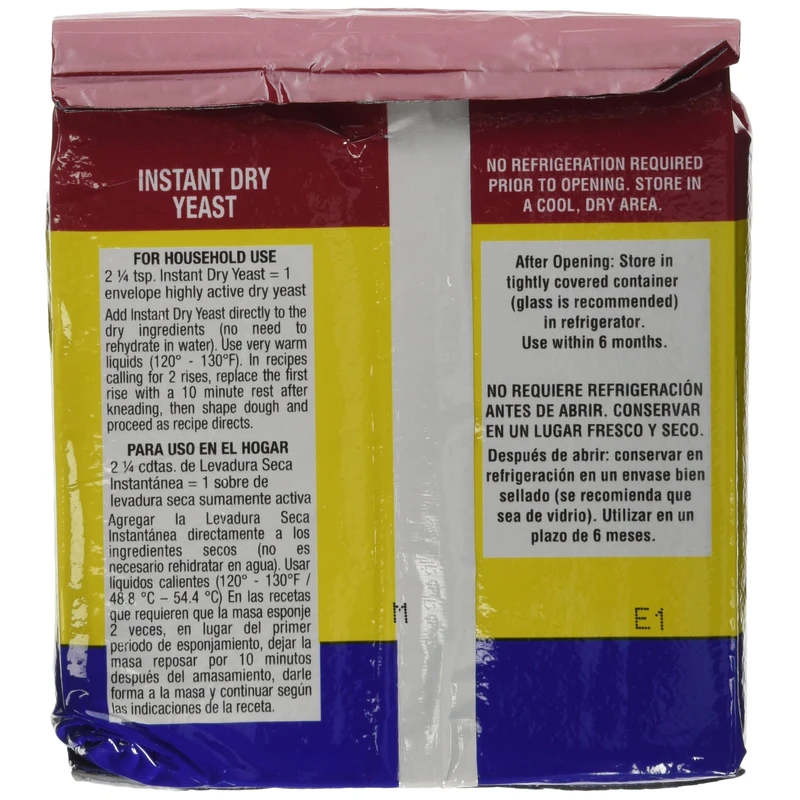 INSTANT DRY
YEAST
FOR HOUSEHOLD USE
2 ¼ tsp. Instant Dry Yeast = 1
envelope highly active dry yeast
Add Instant Dry Yeast directly to the
dry ingredients (no need to
rehydrate in water). Use very warm
liquids (120° - 130°F). In recipes
calling for 2 rises, replace the first
rise with a 10 minute rest after
kneading, then shape dough and
proceed as recipe directs.
PARA USO EN EL HOGAR
2 ¼ cdtas. de Levadura Seca
Instantánea = 1 sobre de
levadura seca sumamente activa
Agregar la Levadura Seca
Instantánea directamente a los
ingredientes secos (no es
necesario rehidratar en agua). Usar
líquidos calientes (120° - 130°F /
48.8 °C – 54.4 °C) En las recetas
que requieren que la masa esponje
2 veces, en lugar del primer
periodo de esponjamiento, dejar la
masa reposar por 10 minutos
después del amasamiento, darle
forma a la masa y continuar según
las indicaciones de la receta.
NO REFRIGERATION REQUIRED
PRIOR TO OPENING. STORE IN
A COOL, DRY AREA.
After Opening: Store in
tightly covered container
(glass is recommended)
in refrigerator.
Use within 6 months.
NO REQUIERE REFRIGERACIÓN
ANTES DE ABRIR. CONSERVAR
EN UN LUGAR FRESCO Y SECO.
Después de abrir: conservar en
refrigeración en un envase bien
sellado (se recomienda que
sea de vidrio). Utilizar en un
plazo de 6 meses.
M
E1